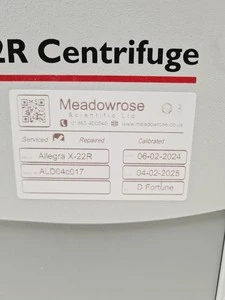 2R Centrifuge
Meadowrose
Scientific Ltd
www.meadowrose.co.uk
Serviced Repaired Calibrated
Allegra X-22R 06-02-2024
ALD04c017 04-02-2025
D Fortune